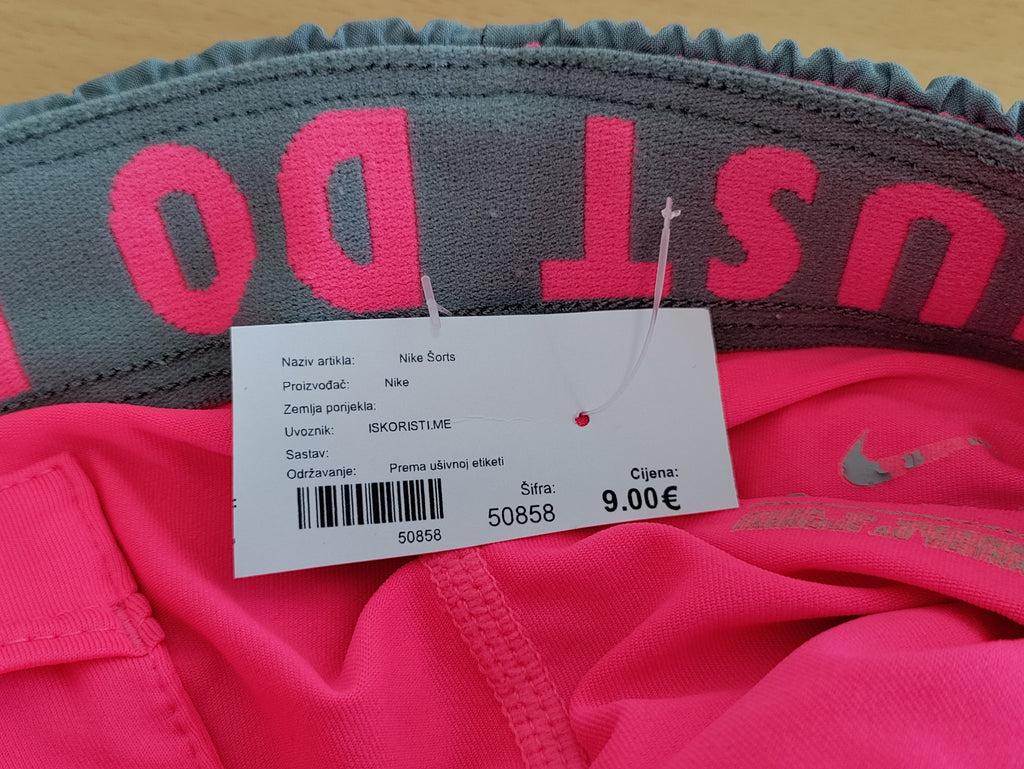 JUST DO
Naziv artikla: Nike Šorts
Proizvođač: Nike
Zemlja porijekla:
Uvoznik: ISKORISTI.ME
Sastav:
Održavanje: Prema ušivnoj etiketi
50858
Šifra:
50858
Cijena:
9.00€